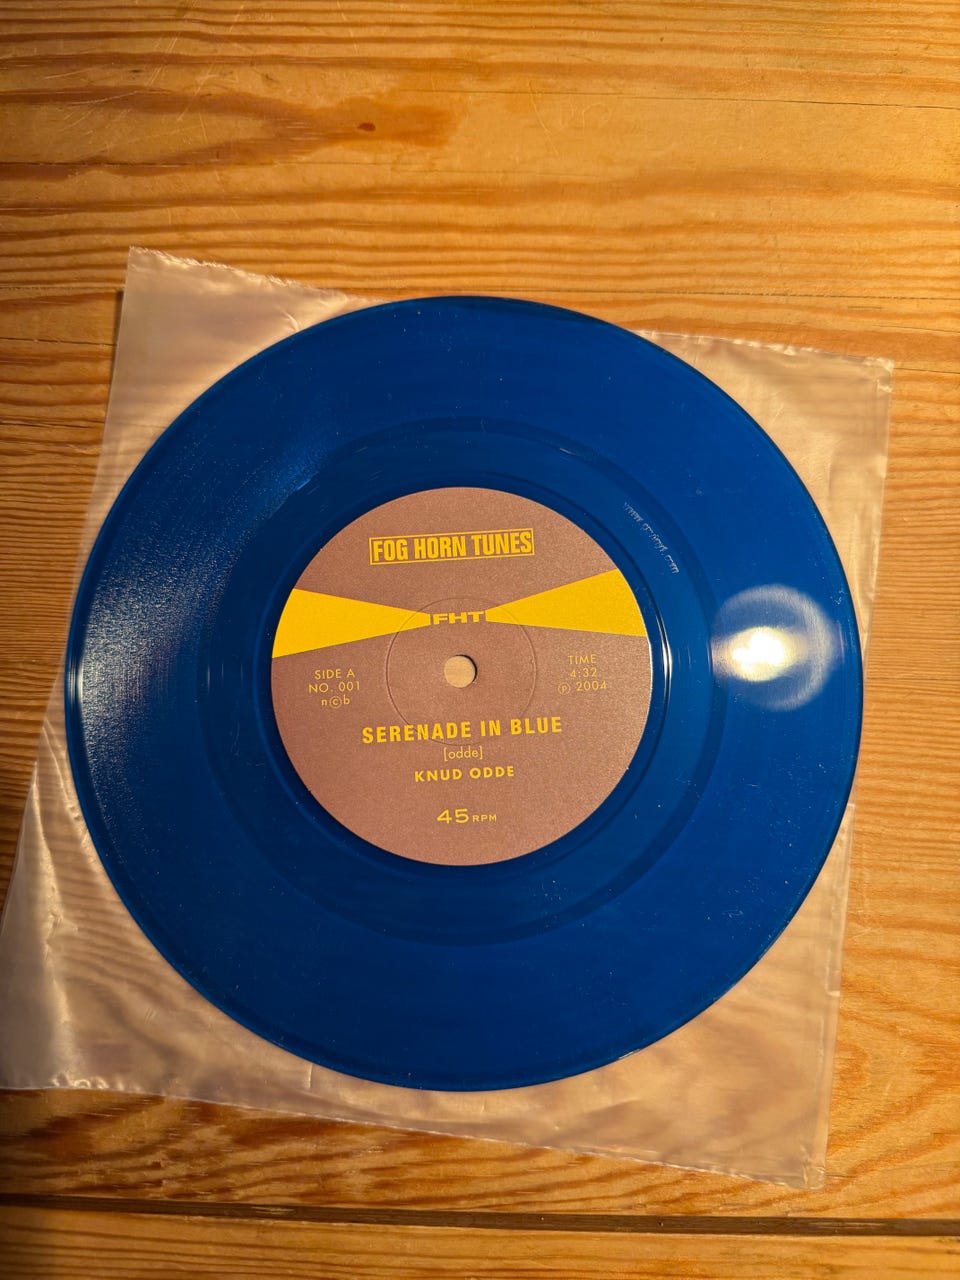 FOG HORN TUNES
FHT
SIDE A
NO. 001
nⓒb
TIME
4:32
℗ 2004
SERENADE IN BLUE
[odde]
KNUD ODDE
45 RPM